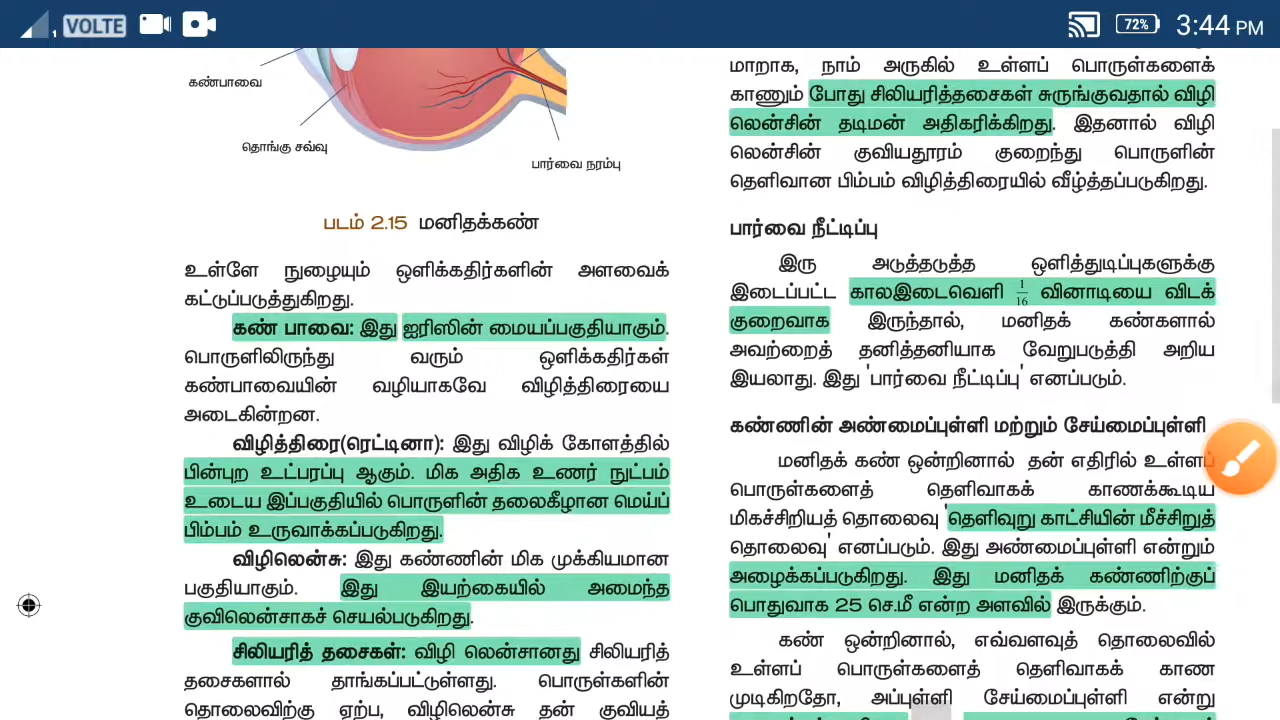 VOLTE
72%
3:44 PM
கண்பாவை
தொங்கு சவ்வு
பார்வை நரம்பு
படம் 2.15 மனிதக்கண்
உள்ளே நுழையும் ஒளிக்கதிர்களின் அளவைக்
கட்டுப்படுத்துகிறது.
கண் பாவை: இது ஐரிஸின் மையப்பகுதியாகும்.
பொருளிலிருந்து வரும் ஒளிக்கதிர்கள்
கண்பாவையின் வழியாகவே விழித்திரையை
அடைகின்றன.
விழித்திரை(ரெட்டினா): இது விழிக் கோளத்தில்
பின்புற உட்பரப்பு ஆகும். மிக அதிக உணர் நுட்பம்
உடைய இப்பகுதியில் பொருளின் தலைகீழான மெய்ப்
பிம்பம் உருவாக்கப்படுகிறது.
விழிலென்சு: இது கண்ணின் மிக முக்கியமான
பகுதியாகும். இது இயற்கையில் அமைந்த
குவிலென்சாகச் செயல்படுகிறது.
சிலியரித் தசைகள்: விழி லென்சானது சிலியரித்
தசைகளால் தாங்கப்பட்டுள்ளது. பொருள்களின்
தொலைவிற்கு ஏற்ப, விழிலென்சு தன் குவியத்
மாறாக, நாம் அருகில் உள்ளப் பொருள்களைக்
காணும் போது சிலியரித்தசைகள் சுருங்குவதால் விழி
லென்சின் தடிமன் அதிகரிக்கிறது. இதனால் விழி
லென்சின் குவியதூரம் குறைந்து பொருளின்
தெளிவான பிம்பம் விழித்திரையில் வீழ்த்தப்படுகிறது.
பார்வை நீட்டிப்பு
இரு அடுத்தடுத்த ஒளித்துடிப்புகளுக்கு
இடைப்பட்ட காலஇடைவெளி 1/16 வினாடியை விடக்
குறைவாக இருந்தால், மனிதக் கண்களால்
அவற்றைத் தனித்தனியாக வேறுபடுத்தி அறிய
இயலாது. இது 'பார்வை நீட்டிப்பு' எனப்படும்.
கண்ணின் அண்மைப்புள்ளி மற்றும் சேய்மைப்புள்ளி
மனிதக் கண் ஒன்றினால் தன் எதிரில் உள்ளப்
பொருள்களைத் தெளிவாகக் காணக்கூடிய
மிகச்சிறியத் தொலைவு 'தெளிவுறு காட்சியின் மீச்சிறுத்
தொலைவு' எனப்படும். இது அண்மைப்புள்ளி என்றும்
அழைக்கப்படுகிறது. இது மனிதக் கண்ணிற்குப்
பொதுவாக 25 செ.மீ என்ற அளவில் இருக்கும்.
கண் ஒன்றினால், எவ்வளவுத் தொலைவில்
உள்ளப் பொருள்களைத் தெளிவாகக் காண
முடிகிறதோ, அப்புள்ளி சேய்மைப்புள்ளி என்று